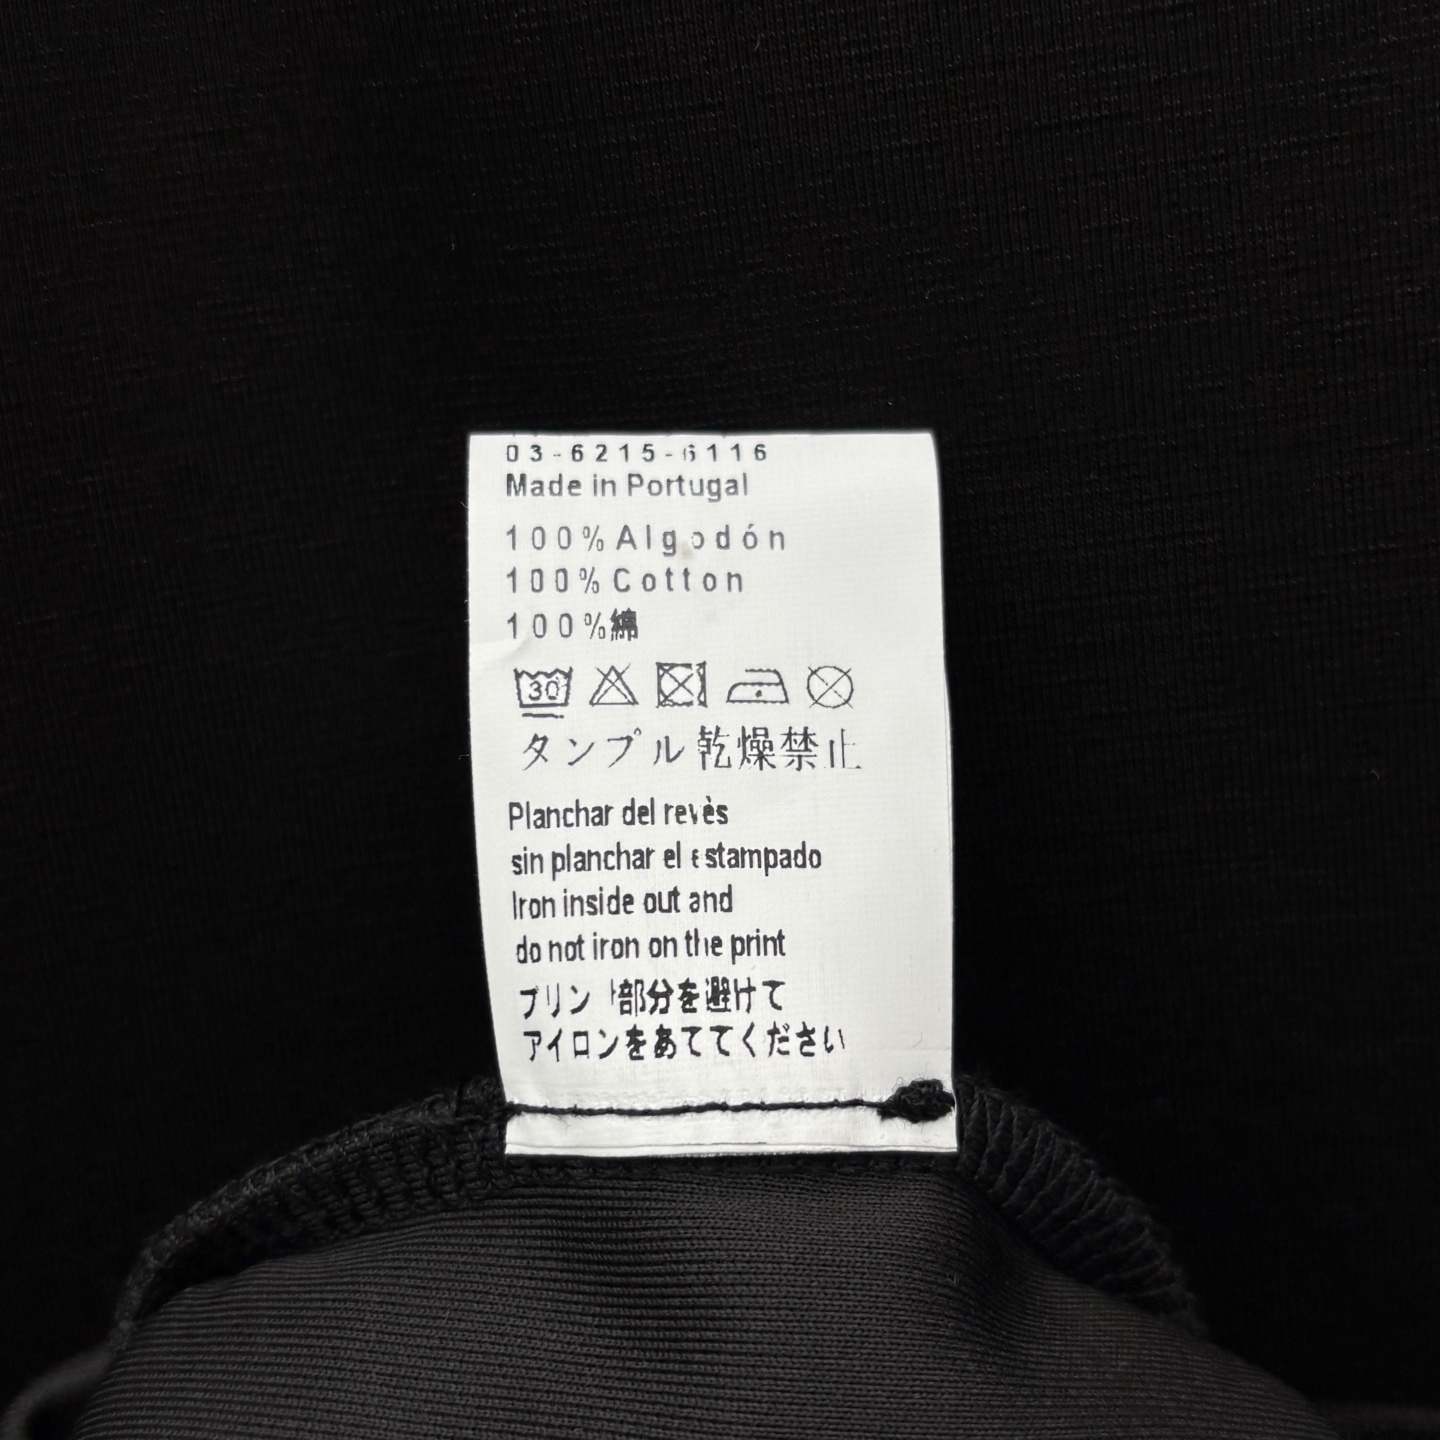 03-6215-6116
Made in Portugal
100%Algodón
100%Cotton
100%綿
30
タンプル乾燥禁止
Planchar del revès
sin planchar el estampado
Iron inside out and
do not iron on the print
プリント部分を避けて
アイロンをあててください